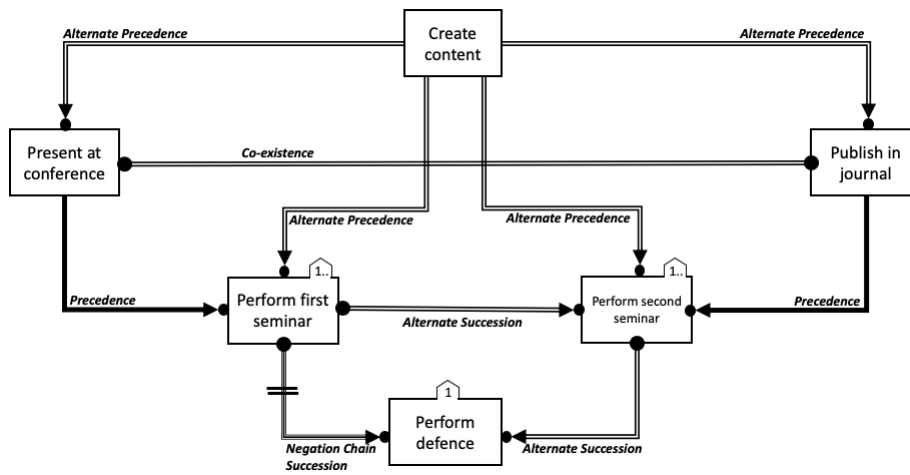 Create
content
Alternate Precedence
Alternate Precedence
Present at
conference
Co-existence
Publish in
journal
Alternate Precedence
Alternate Precedence
1..
1..
Precedence
Perform first
seminar
Alternate Succession
Perform second
seminar
Precedence
1
Perform
defence
Negation Chain
Succession
Alternate Succession